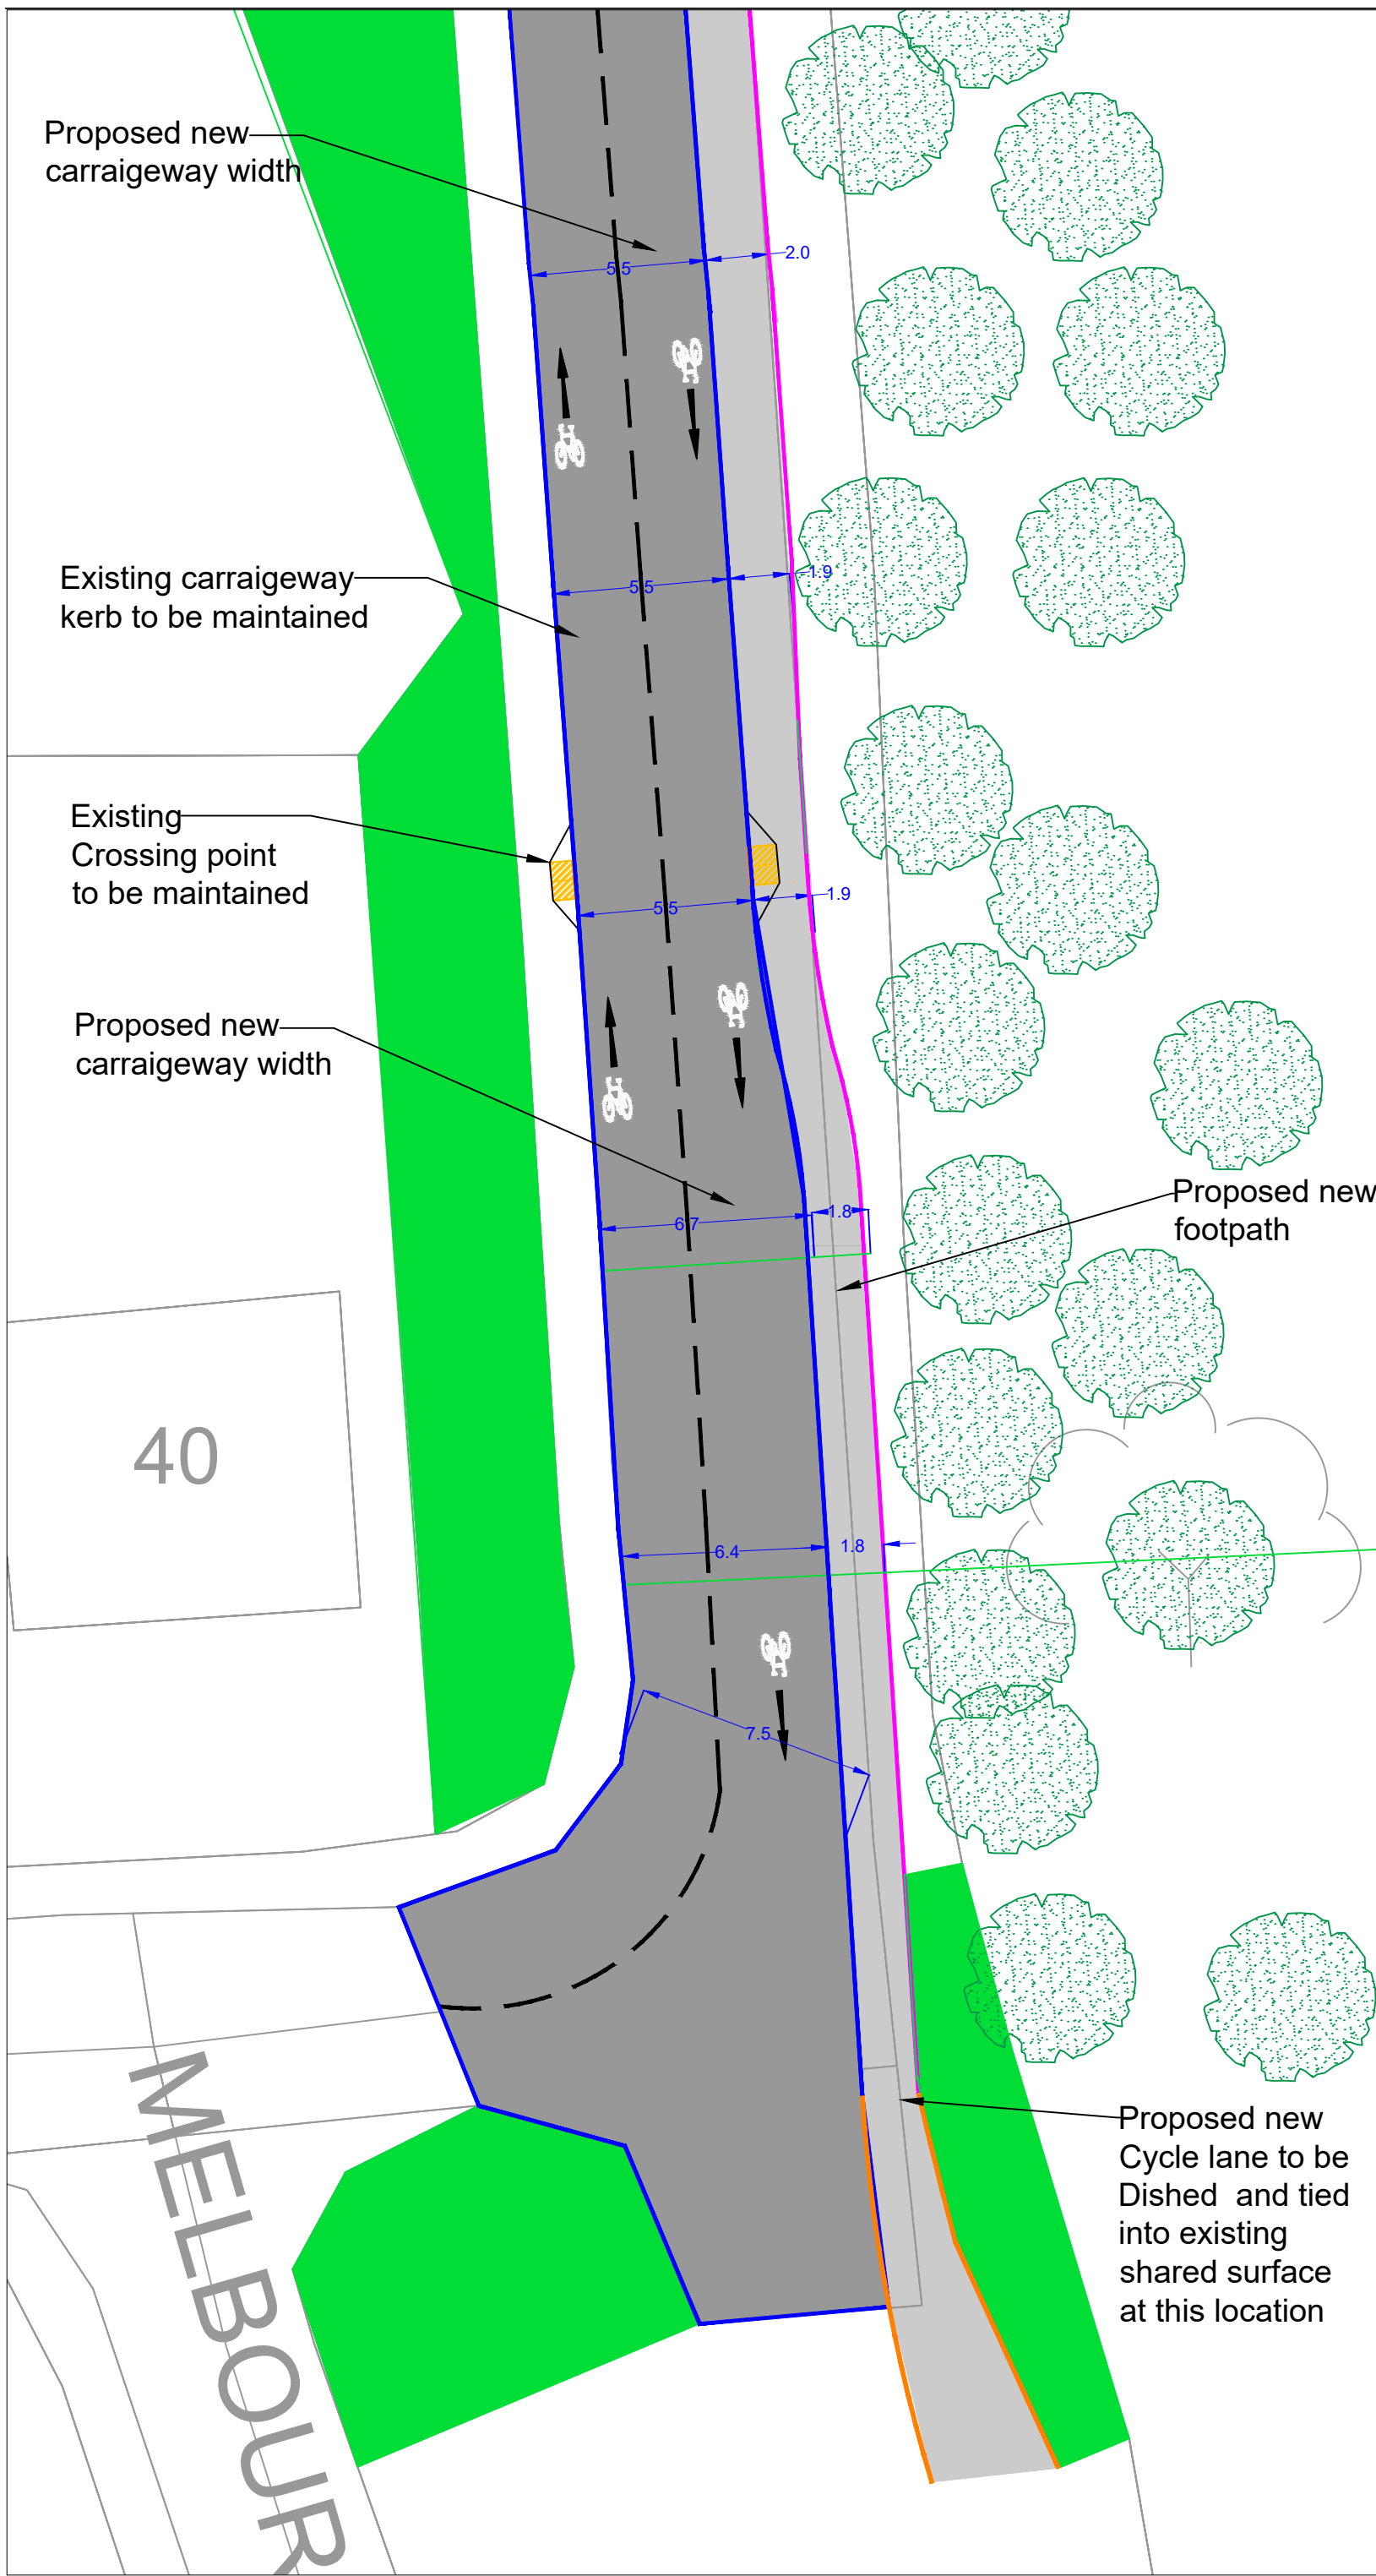 Proposed new
carraigeway width
2.0
5.5
Existing carraigeway
kerb to be maintained
1.9
5.5
Existing
Crossing point
to be maintained
1.9
5.5
Proposed new
carraigeway width
Proposed new
footpath
1.8
6.7
40
1.8
6.4
7.5
MELBOUR
Proposed new
Cycle lane to be
Dished and tied
into existing
shared surface
at this location